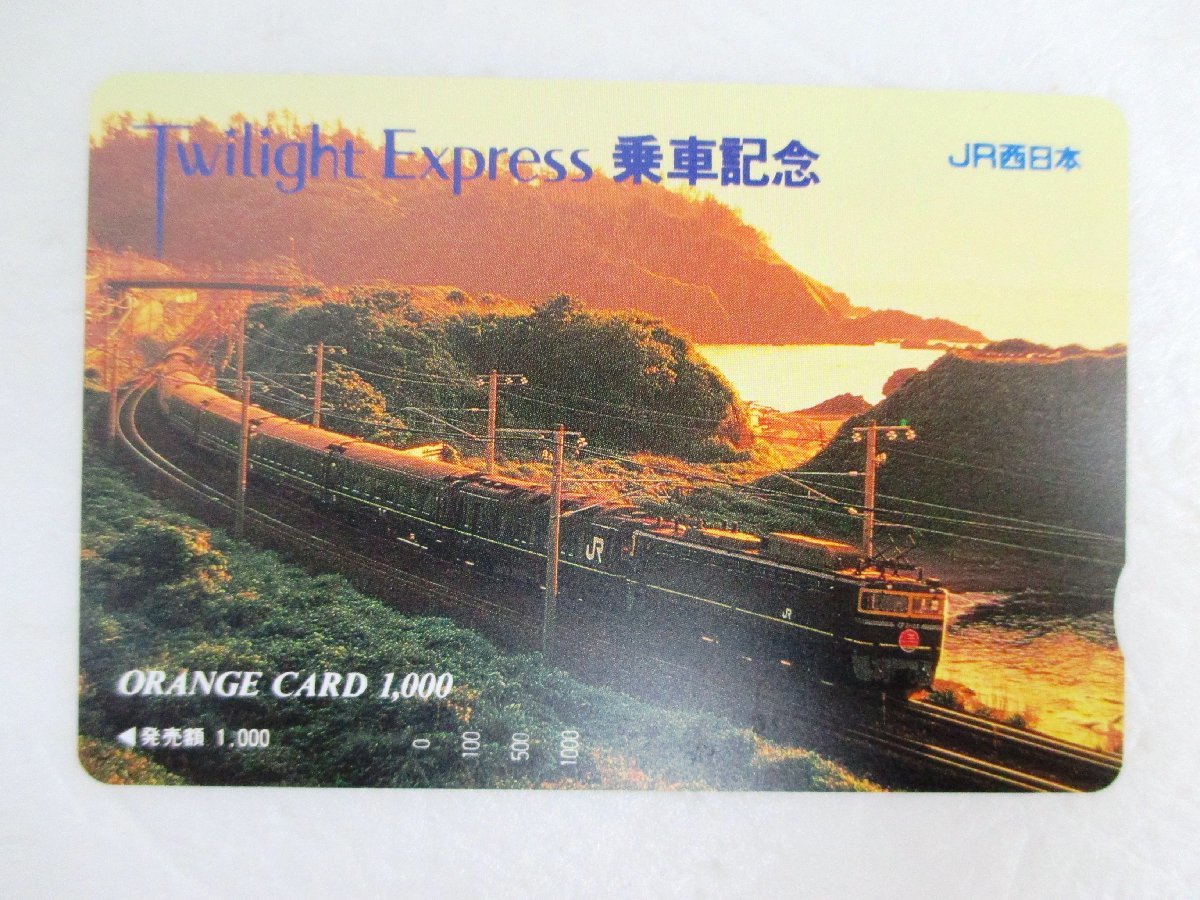 Twilight Express 乗車記念
JR西日本
JR
JR
ORANGE CARD 1,000
◀発売額 1,000
0 100 500 1000